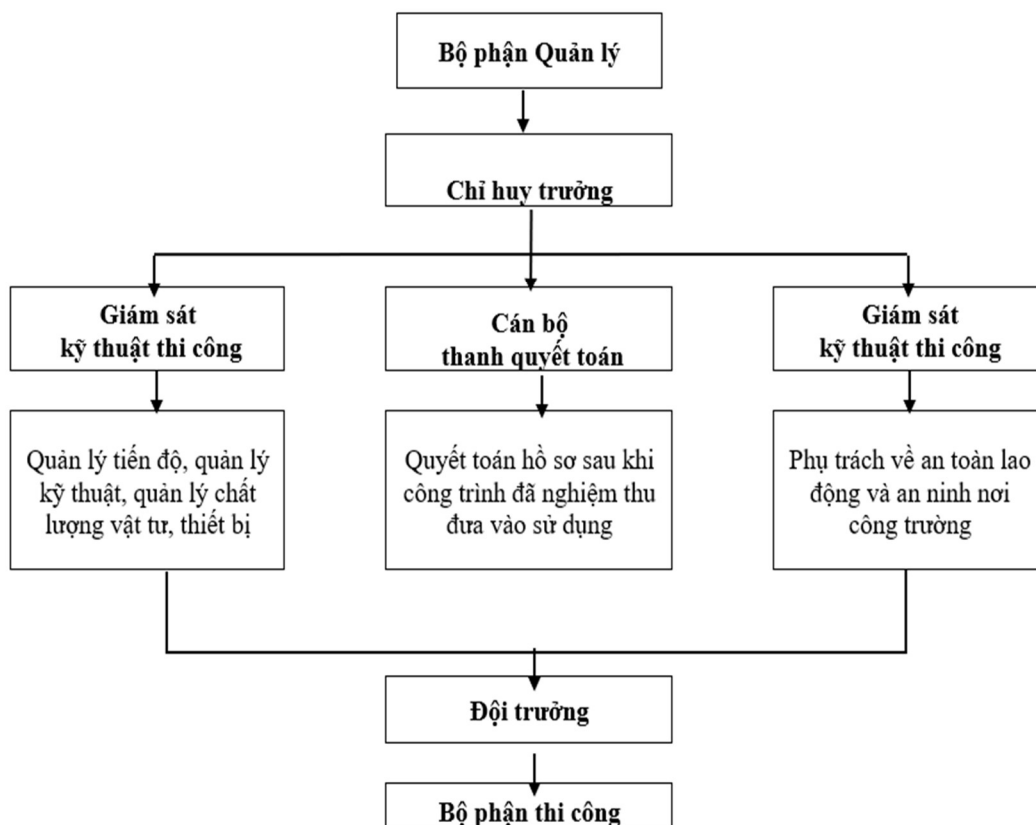 Bộ phận Quản lý
Chỉ huy trưởng
Giám sát
kỹ thuật thi công
Cán bộ
thanh quyết toán
Giám sát
kỹ thuật thi công
Quản lý tiến độ, quản lý
kỹ thuật, quản lý chất
lượng vật tư, thiết bị
Quyết toán hồ sơ sau khi
công trình đã nghiệm thu
đưa vào sử dụng
Phụ trách về an toàn lao
động và an ninh nơi
công trường
Đội trưởng
Bộ phận thi công